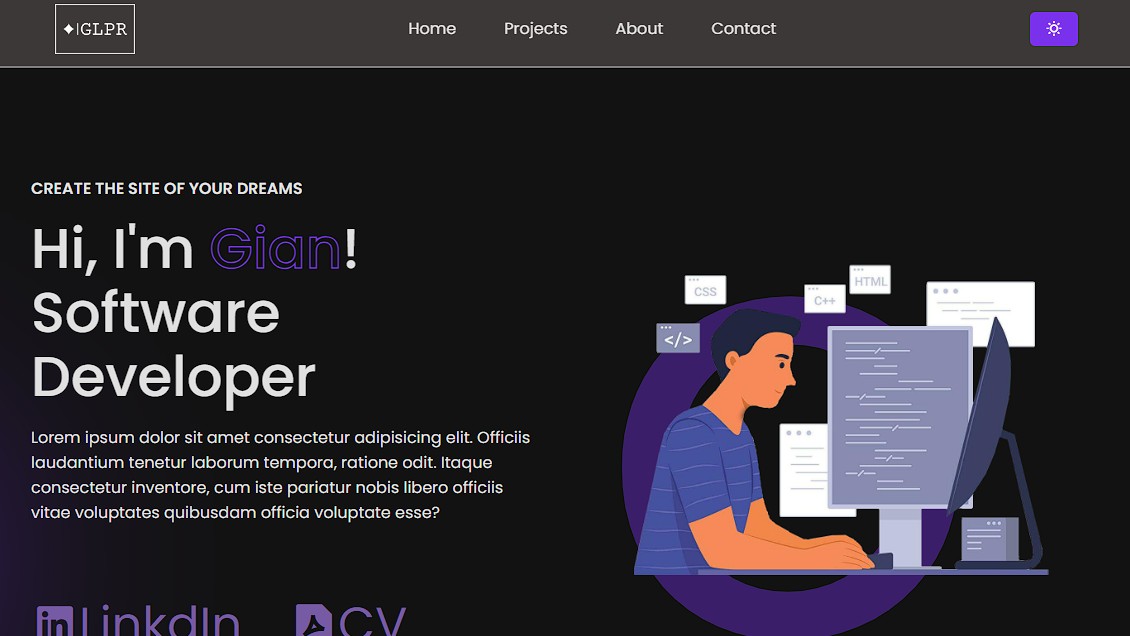 ✦|GLPR
Home Projects About Contact
CREATE THE SITE OF YOUR DREAMS
Hi, I'm Gian!
Software
Developer
Lorem ipsum dolor sit amet consectetur adipisicing elit. Officiis
laudantium tenetur laborum tempora, ratione odit. Itaque
consectetur inventore, cum iste pariatur nobis libero officiis
vitae voluptates quibusdam officia voluptate esse?
CSS
C++
HTML
</>
in LinkdIn CV